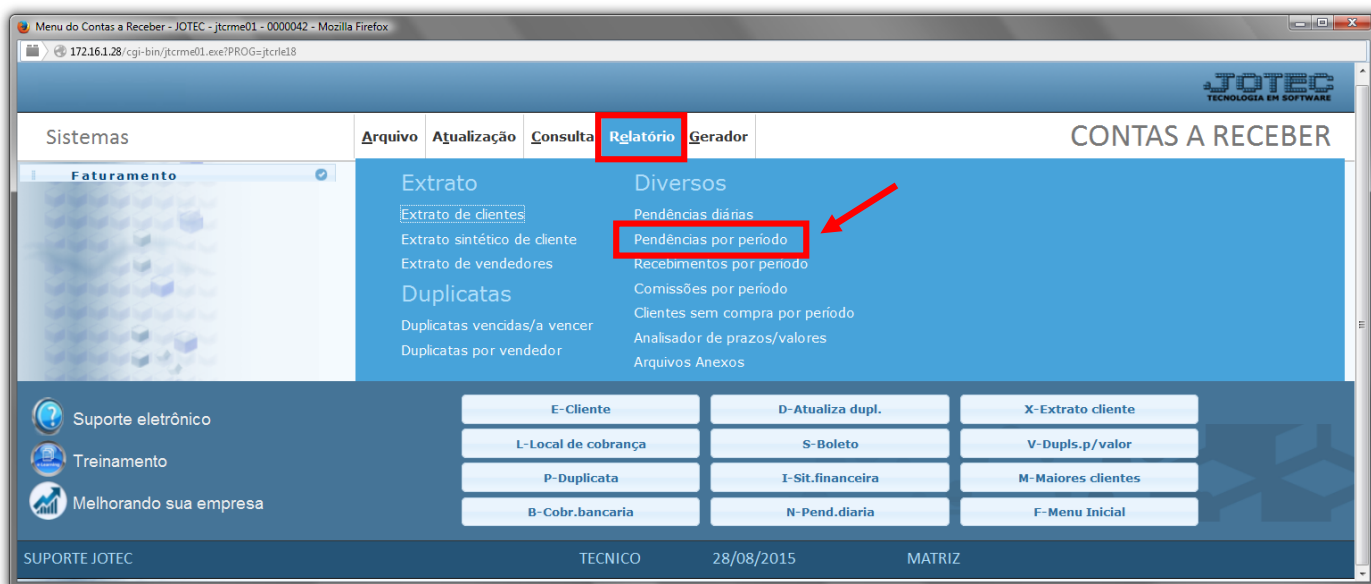 Menu do Contas a Receber - JOTEC - jtcrme01 - 0000042 - Mozilla Firefox
172.16.1.28/cgi-bin/jtcrme01.exe?PROG=jtcrle18
JOTEC
TECNOLOGIA EM SOFTWARE
Sistemas
Arquivo Atualização Consulta Relatório Gerador
CONTAS A RECEBER
Faturamento
Extrato
Extrato de clientes
Extrato sintético de cliente
Extrato de vendedores
Duplicatas
Duplicatas vencidas/a vencer
Duplicatas por vendedor
Diversos
Pendências diárias
Pendências por período
Recebimentos por período
Comissões por período
Clientes sem compra por período
Analisador de prazos/valores
Arquivos Anexos
Suporte eletrônico
Treinamento
Melhorando sua empresa
E-Cliente D-Atualiza dupl. X-Extrato cliente
L-Local de cobrança S-Boleto V-Dupls.p/valor
P-Duplicata I-Sit.financeira M-Maiores clientes
B-Cobr.bancaria N-Pend.diaria F-Menu Inicial
SUPORTE JOTEC TECNICO 28/08/2015 MATRIZ